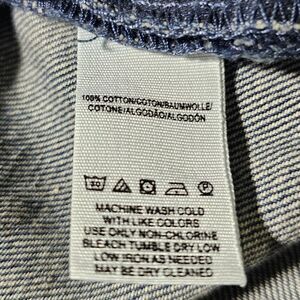 100% COTTON/COTON/BAUMWOLLE/
COTONE/ALGODÃO/ALGODÓN
MACHINE WASH COLD
WITH LIKE COLORS
USE ONLY NON-CHLORINE
BLEACH TUMBLE DRY LOW
LOW IRON AS NEEDED
MAY BE DRY CLEANED